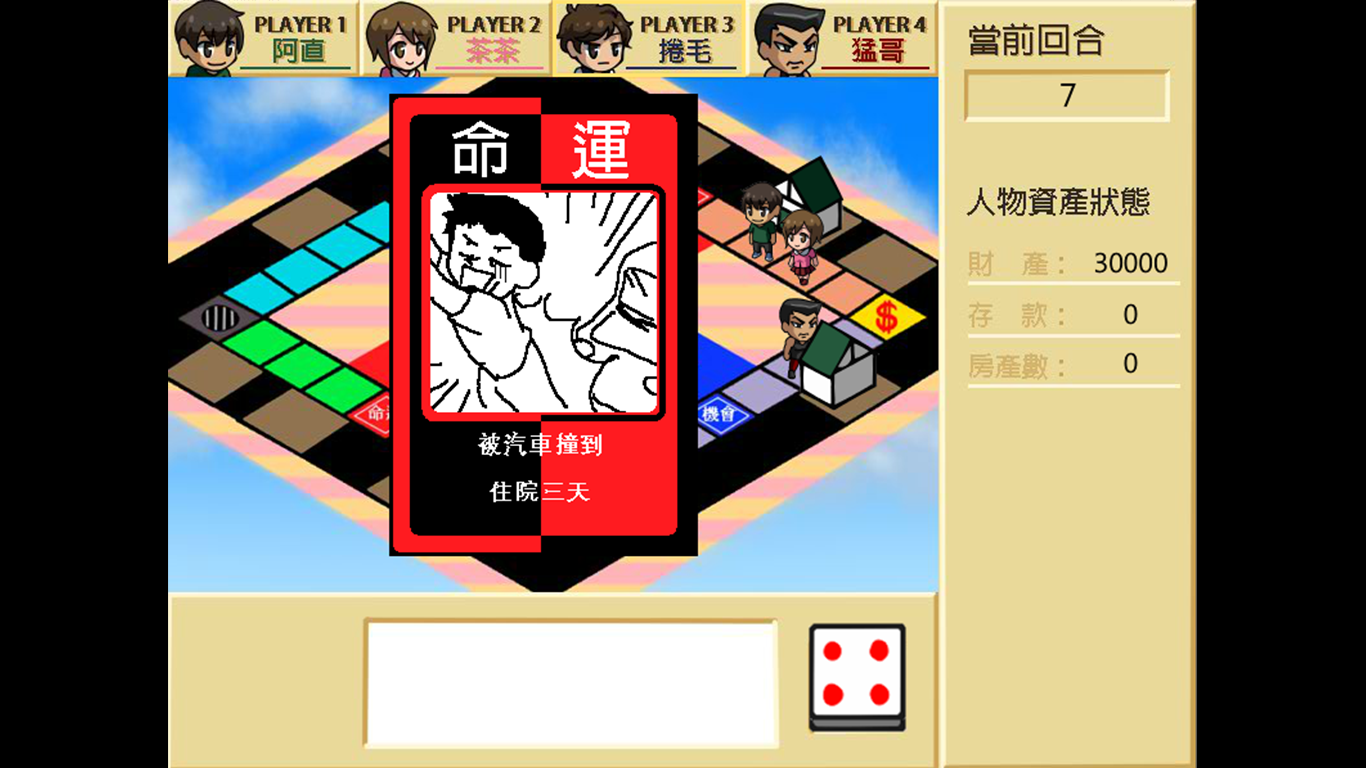 PLAYER 1
阿直
PLAYER 2
茶茶
PLAYER 3
捲毛
PLAYER 4
猛哥
當前回合
7
人物資產狀態
財 產： 30000
存 款： 0
房產數： 0
命運
被汽車撞到
住院三天
$
機會
命